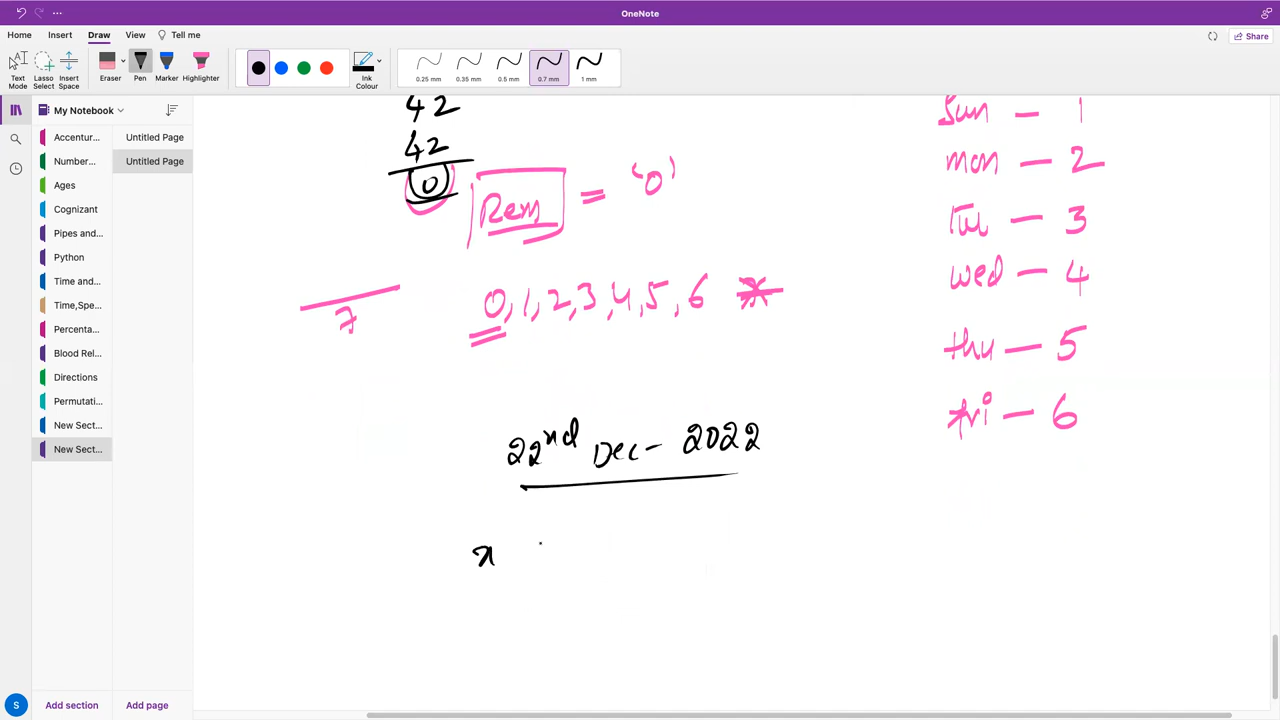 OneNote
Home Insert Draw View Tell me
Share
Text Mode
Lasso Select
Insert Space
Eraser
Pen
Marker
Highlighter
Ink Colour
0.25 mm
0.35 mm
0.5 mm
0.7 mm
1 mm
My Notebook
Accentur...
Number...
Ages
Cognizant
Pipes and...
Python
Time and...
Time,Spe...
Percenta...
Blood Rel...
Directions
Permutati...
New Sect...
New Sect...
Untitled Page
Untitled Page
S
Add section
Add page
42
42
0
Rem = '0'
7
0, 1, 2, 3, 4, 5, 6
22nd Dec - 2022
x
Sun — 1
mon — 2
Tue — 3
wed — 4
thu — 5
fri — 6